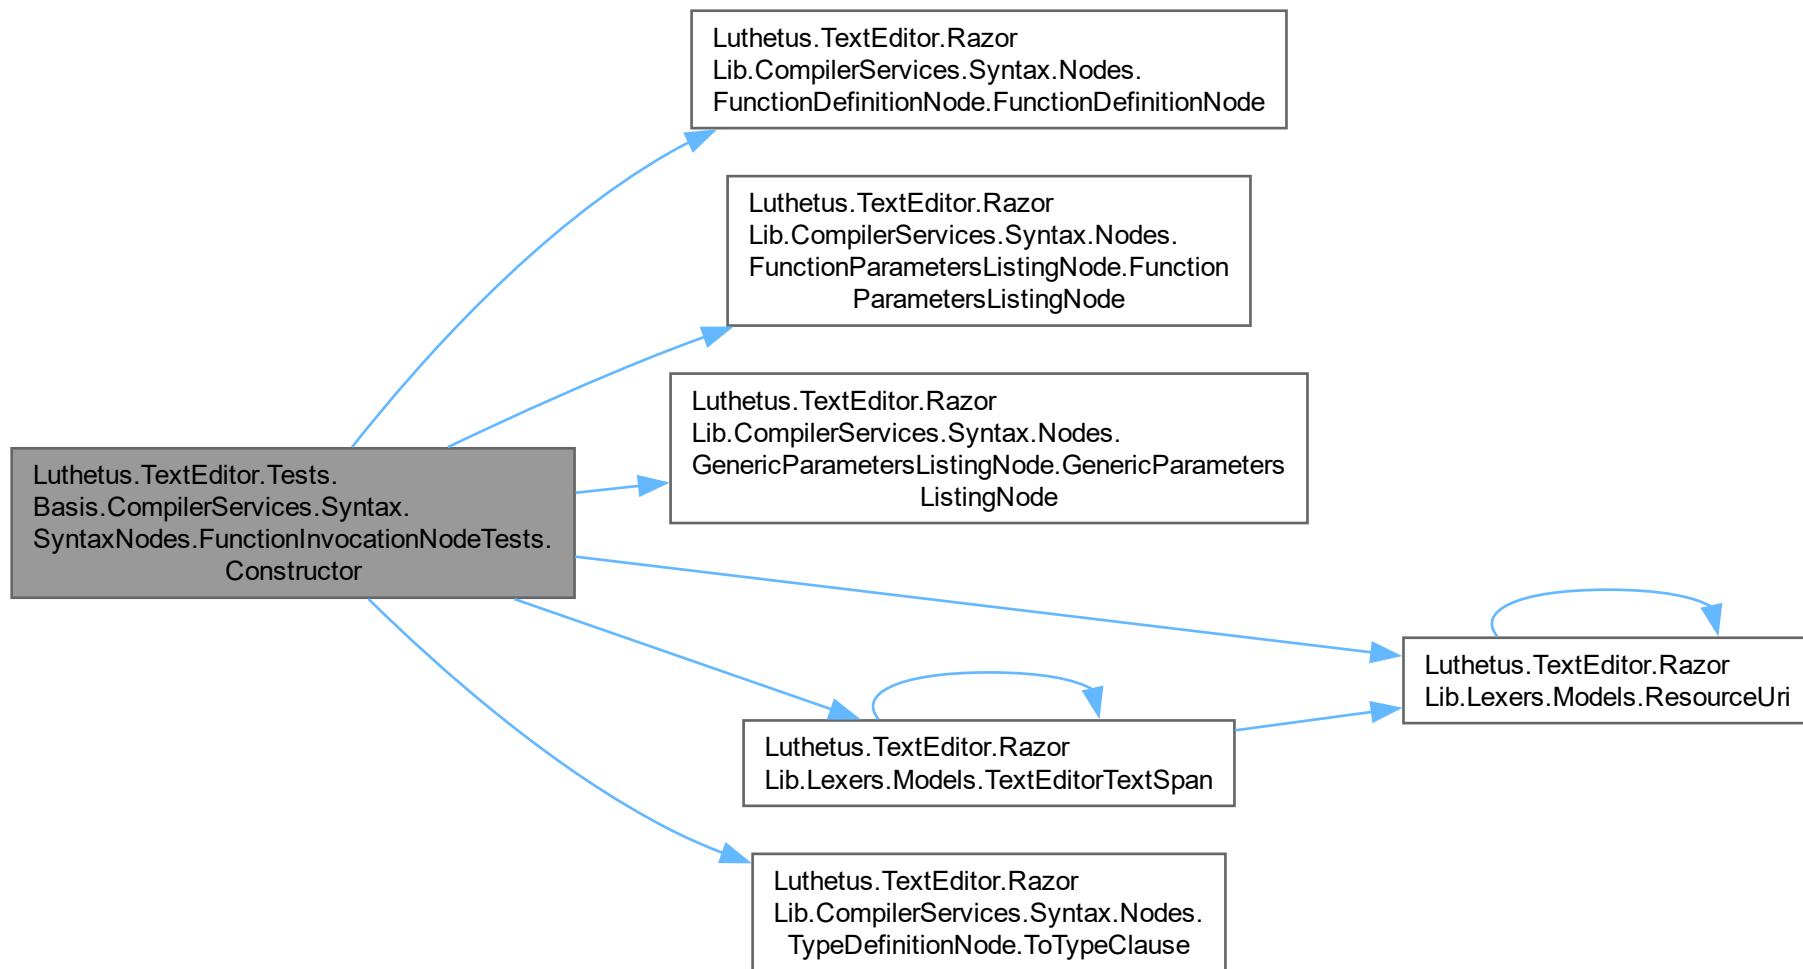 Luthetus.TextEditor.Razor
Lib.CompilerServices.Syntax.Nodes.
FunctionDefinitionNode.FunctionDefinitionNode
Luthetus.TextEditor.Razor
Lib.CompilerServices.Syntax.Nodes.
FunctionParametersListingNode.Function
ParametersListingNode
Luthetus.TextEditor.Razor
Lib.CompilerServices.Syntax.Nodes.
GenericParametersListingNode.GenericParameters
ListingNode
Luthetus.TextEditor.Tests.
Basis.CompilerServices.Syntax.
SyntaxNodes.FunctionInvocationNodeTests.
Constructor
Luthetus.TextEditor.Razor
Lib.Lexers.Models.ResourceUri
Luthetus.TextEditor.Razor
Lib.Lexers.Models.TextEditorTextSpan
Luthetus.TextEditor.Razor
Lib.CompilerServices.Syntax.Nodes.
TypeDefinitionNode.ToTypeClause